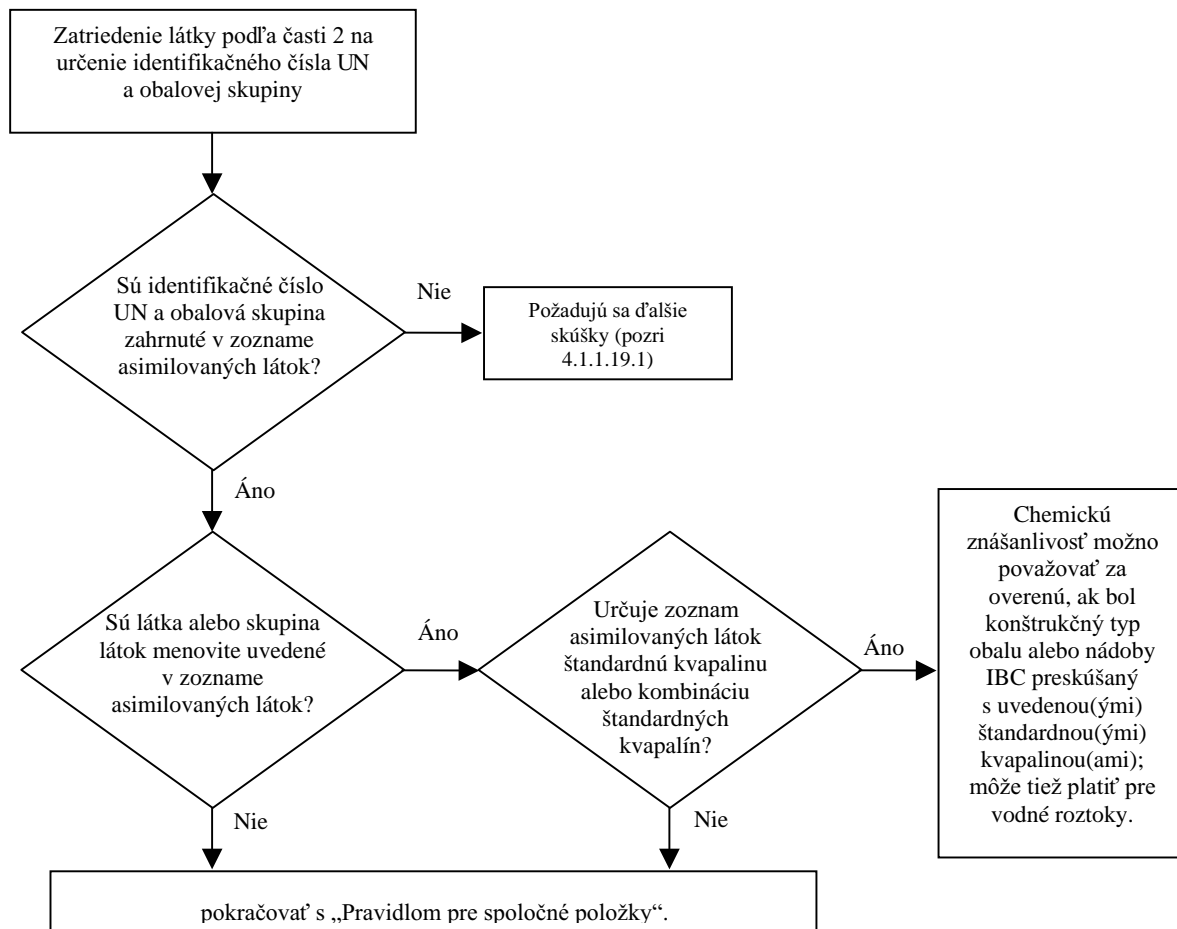 Zatriedenie látky podľa časti 2 na
určenie identifikačného čísla UN
a obalovej skupiny
Sú identifikačné číslo
UN a obalová skupina
zahrnuté v zozname
asimilovaných látok?
Nie
Požadujú sa ďalšie
skúšky (pozri
4.1.1.19.1)
Áno
Sú látka alebo skupina
látok menovite uvedené
v zozname
asimilovaných látok?
Áno
Určuje zoznam
asimilovaných látok
štandardnú kvapalinu
alebo kombináciu
štandardných
kvapalín?
Áno
Chemickú
znášanlivosť možno
považovať za
overenú, ak bol
konštrukčný typ
obalu alebo nádoby
IBC preskúšaný
s uvedenou(ými)
štandardnou(ými)
kvapalinou(ami);
môže tiež platiť pre
vodné roztoky.
Nie
Nie
pokračovať s „Pravidlom pre spoločné položky“.